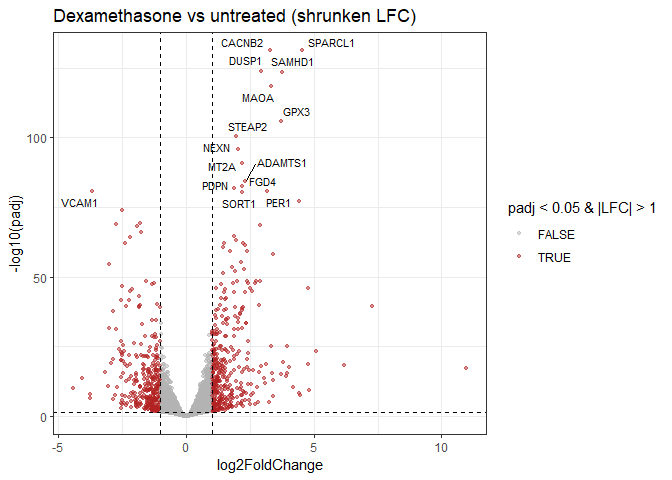 Dexamethasone vs untreated (shrunken LFC)
CACNB2
SPARCL1
DUSP1
SAMHD1
MAOA
GPX3
STEAP2
NEXN
MT2A
ADAMTS1
PDPN
FGD4
VCAM1
SORT1
PER1
100
50
0
-log10(padj)
-5
0
5
10
log2FoldChange
padj < 0.05 & |LFC| > 1
FALSE
TRUE